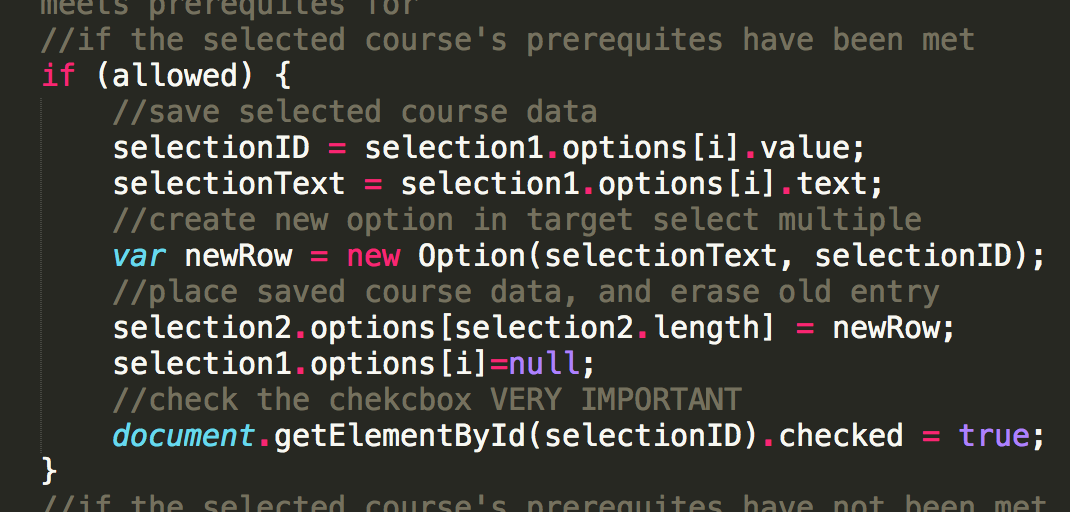 meets prerequites for
//if the selected course's prerequites have been met
if (allowed) {
//save selected course data
selectionID = selection1.options[i].value;
selectionText = selection1.options[i].text;
//create new option in target select multiple
var newRow = new Option(selectionText, selectionID);
//place saved course data, and erase old entry
selection2.options[selection2.length] = newRow;
selection1.options[i]=null;
//check the chekcbox VERY IMPORTANT
document.getElementById(selectionID).checked = true;
}
//if the selected course's prerequites have not been met